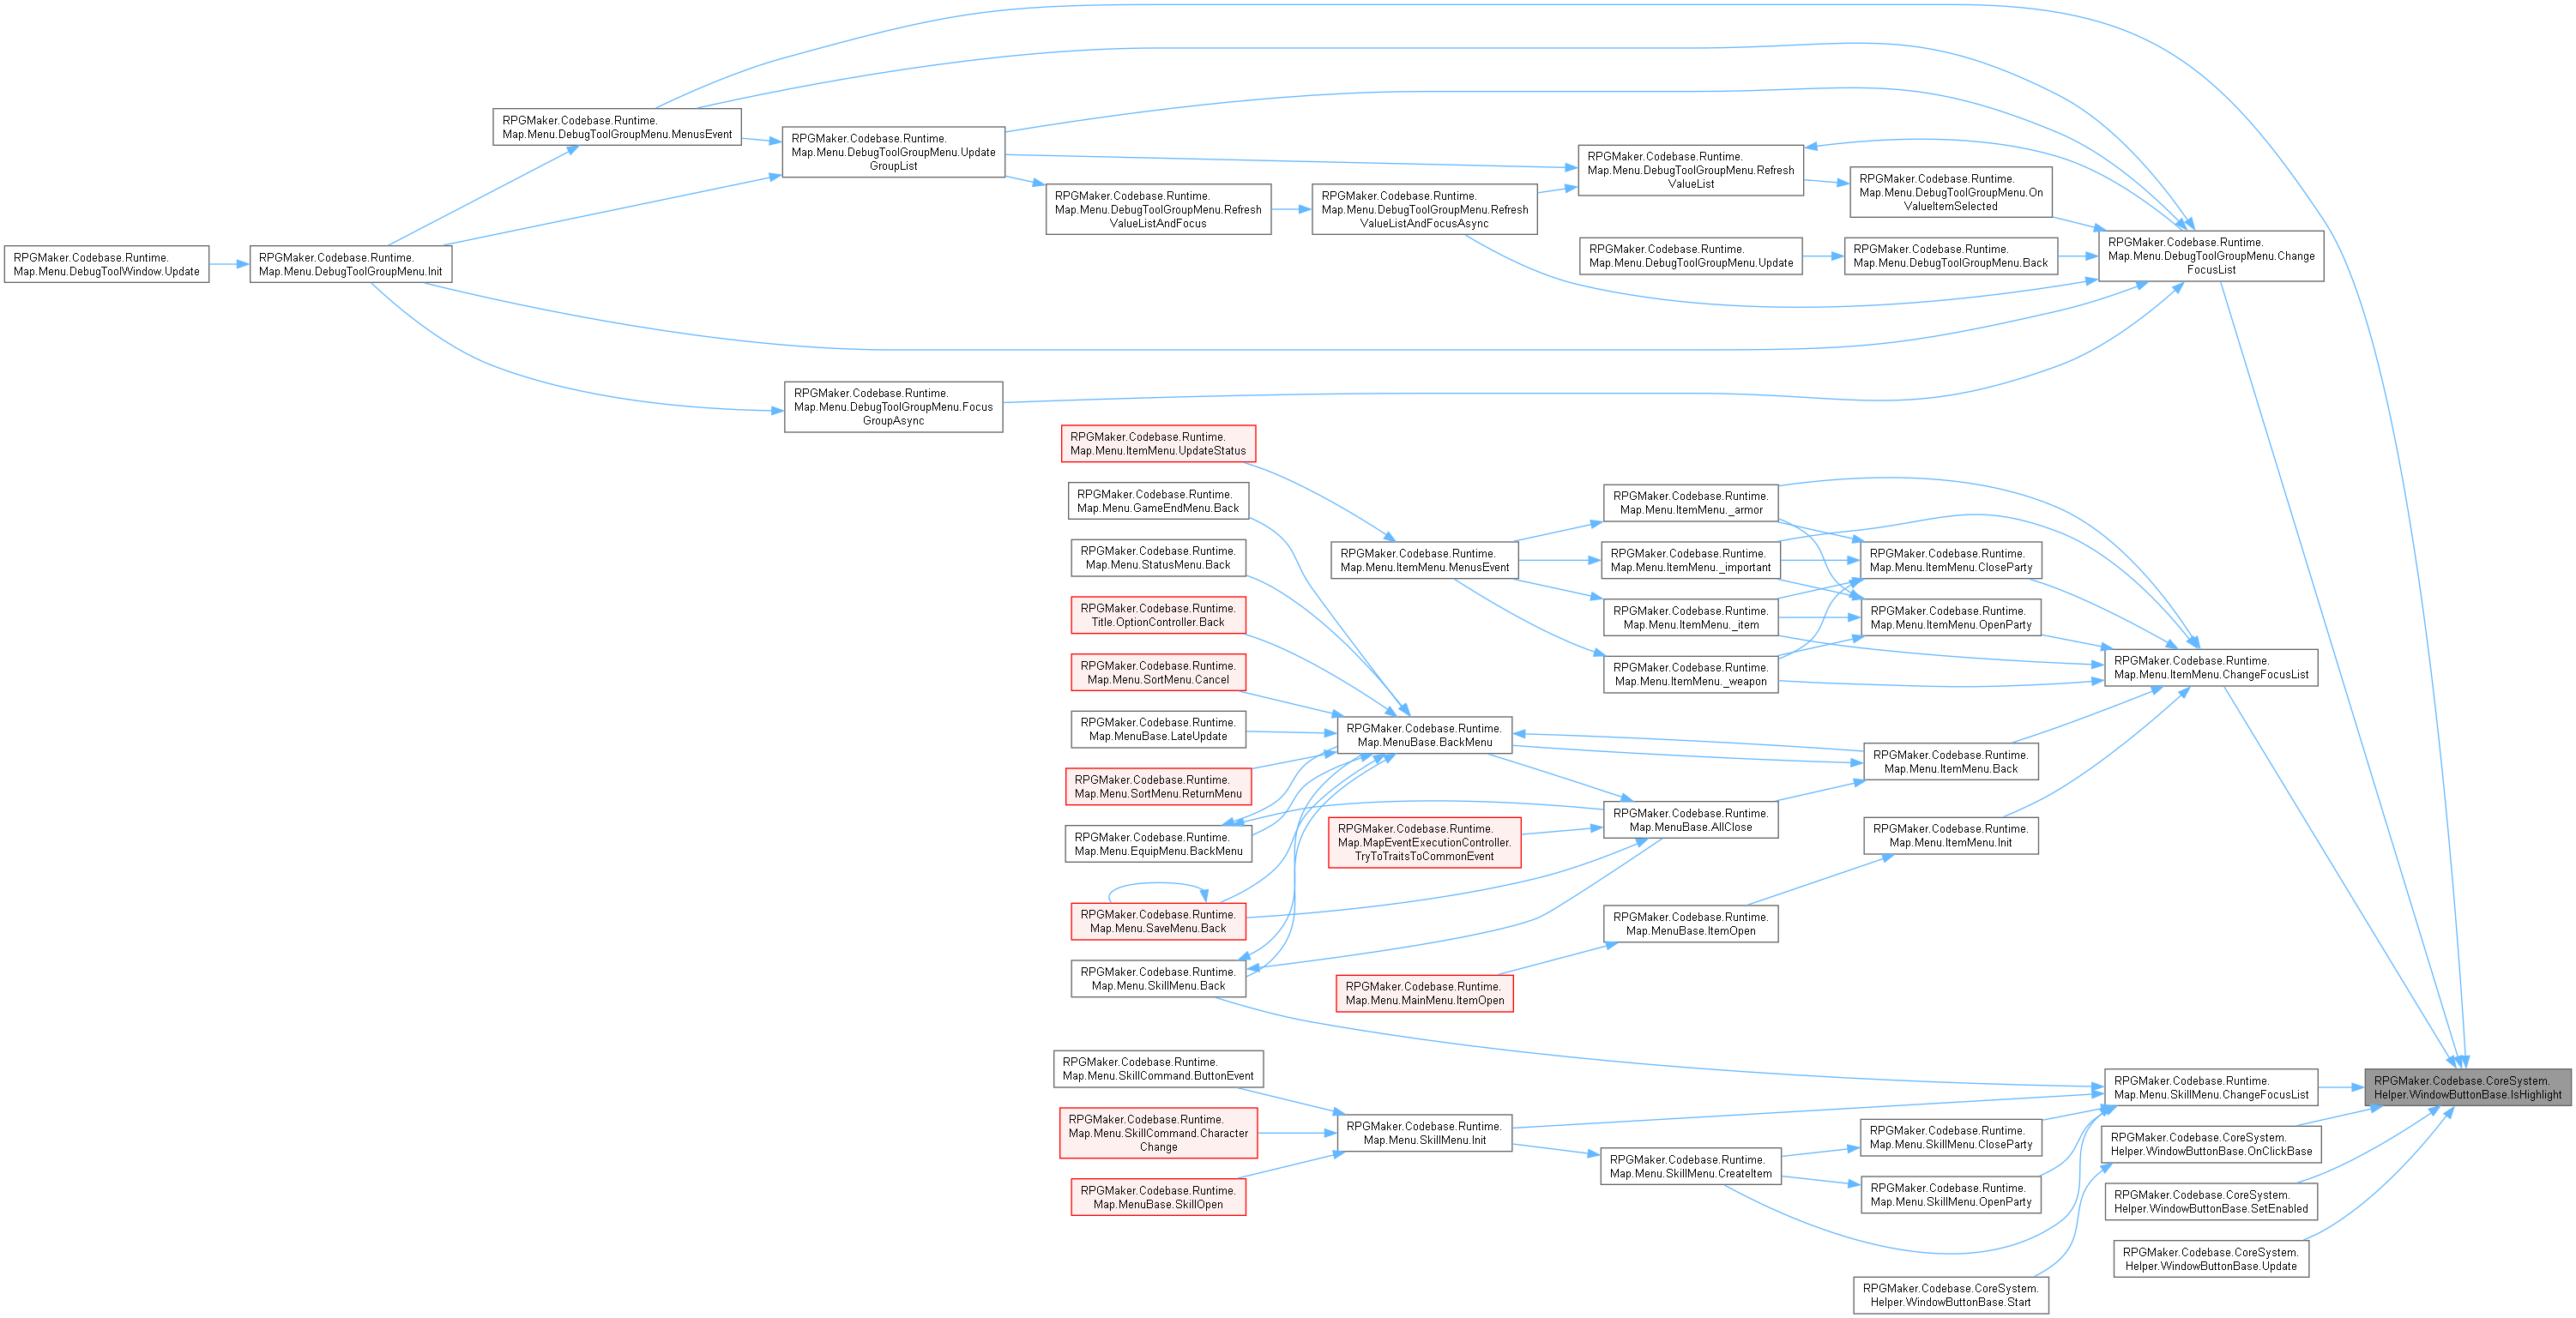 RPGMaker.Codebase.Runtime.
Map.Menu.DebugToolWindow.Update
RPGMaker.Codebase.Runtime.
Map.Menu.DebugToolGroupMenu.Init
RPGMaker.Codebase.Runtime.
Map.Menu.DebugToolGroupMenu.MenusEvent
RPGMaker.Codebase.Runtime.
Map.Menu.DebugToolGroupMenu.Update
GroupList
RPGMaker.Codebase.Runtime.
Map.Menu.DebugToolGroupMenu.Focus
GroupAsync
RPGMaker.Codebase.Runtime.
Map.Menu.DebugToolGroupMenu.Refresh
ValueListAndFocus
RPGMaker.Codebase.Runtime.
Map.Menu.DebugToolGroupMenu.Refresh
ValueListAndFocusAsync
RPGMaker.Codebase.Runtime.
Map.Menu.DebugToolGroupMenu.Refresh
ValueList
RPGMaker.Codebase.Runtime.
Map.Menu.DebugToolGroupMenu.Update
RPGMaker.Codebase.Runtime.
Map.Menu.DebugToolGroupMenu.On
ValueItemSelected
RPGMaker.Codebase.Runtime.
Map.Menu.DebugToolGroupMenu.Back
RPGMaker.Codebase.Runtime.
Map.Menu.DebugToolGroupMenu.Change
FocusList
RPGMaker.Codebase.Runtime.
Map.Menu.ItemMenu.UpdateStatus
RPGMaker.Codebase.Runtime.
Map.Menu.GameEndMenu.Back
RPGMaker.Codebase.Runtime.
Map.Menu.StatusMenu.Back
RPGMaker.Codebase.Runtime.
Title.OptionController.Back
RPGMaker.Codebase.Runtime.
Map.Menu.SortMenu.Cancel
RPGMaker.Codebase.Runtime.
Map.MenuBase.LateUpdate
RPGMaker.Codebase.Runtime.
Map.Menu.SortMenu.ReturnMenu
RPGMaker.Codebase.Runtime.
Map.Menu.EquipMenu.BackMenu
RPGMaker.Codebase.Runtime.
Map.Menu.SaveMenu.Back
RPGMaker.Codebase.Runtime.
Map.Menu.SkillMenu.Back
RPGMaker.Codebase.Runtime.
Map.Menu.SkillCommand.ButtonEvent
RPGMaker.Codebase.Runtime.
Map.Menu.SkillCommand.Character
Change
RPGMaker.Codebase.Runtime.
Map.MenuBase.SkillOpen
RPGMaker.Codebase.Runtime.
Map.Menu.ItemMenu.MenusEvent
RPGMaker.Codebase.Runtime.
Map.MenuBase.BackMenu
RPGMaker.Codebase.Runtime.
Map.MapEventExecutionController.
TryToTraitsToCommonEvent
RPGMaker.Codebase.Runtime.
Map.Menu.MainMenu.ItemOpen
RPGMaker.Codebase.Runtime.
Map.Menu.SkillMenu.Init
RPGMaker.Codebase.Runtime.
Map.Menu.ItemMenu._armor
RPGMaker.Codebase.Runtime.
Map.Menu.ItemMenu._important
RPGMaker.Codebase.Runtime.
Map.Menu.ItemMenu._item
RPGMaker.Codebase.Runtime.
Map.Menu.ItemMenu._weapon
RPGMaker.Codebase.Runtime.
Map.MenuBase.AllClose
RPGMaker.Codebase.Runtime.
Map.MenuBase.ItemOpen
RPGMaker.Codebase.Runtime.
Map.Menu.SkillMenu.CreateItem
RPGMaker.Codebase.Runtime.
Map.Menu.ItemMenu.CloseParty
RPGMaker.Codebase.Runtime.
Map.Menu.ItemMenu.OpenParty
RPGMaker.Codebase.Runtime.
Map.Menu.ItemMenu.Back
RPGMaker.Codebase.Runtime.
Map.Menu.ItemMenu.Init
RPGMaker.Codebase.Runtime.
Map.Menu.SkillMenu.CloseParty
RPGMaker.Codebase.Runtime.
Map.Menu.SkillMenu.OpenParty
RPGMaker.Codebase.CoreSystem.
Helper.WindowButtonBase.Start
RPGMaker.Codebase.Runtime.
Map.Menu.ItemMenu.ChangeFocusList
RPGMaker.Codebase.Runtime.
Map.Menu.SkillMenu.ChangeFocusList
RPGMaker.Codebase.CoreSystem.
Helper.WindowButtonBase.OnClickBase
RPGMaker.Codebase.CoreSystem.
Helper.WindowButtonBase.SetEnabled
RPGMaker.Codebase.CoreSystem.
Helper.WindowButtonBase.Update
RPGMaker.Codebase.CoreSystem.
Helper.WindowButtonBase.IsHighlight